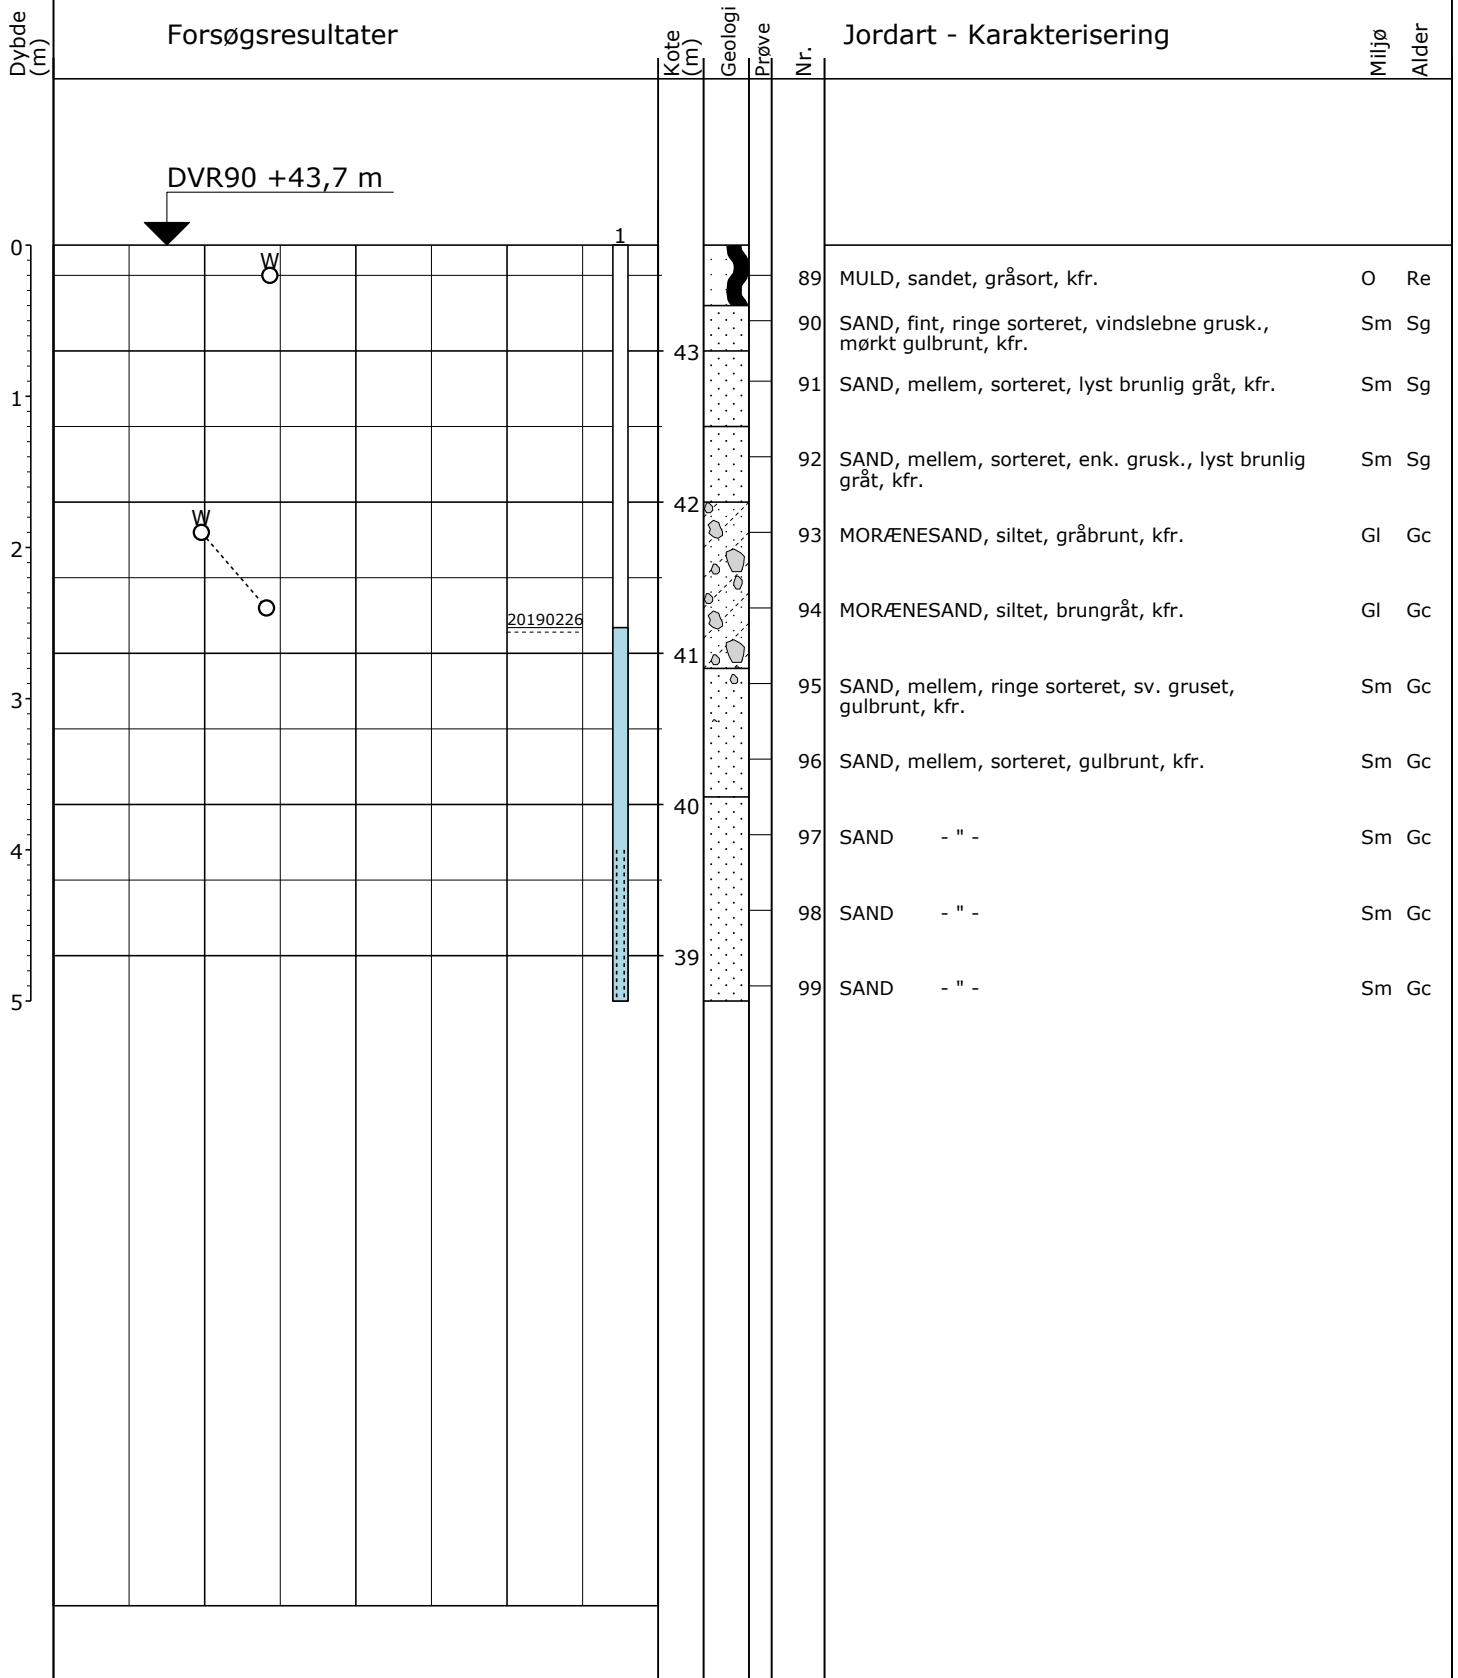 Dybde
(m)
Forsøgsresultater
Kote
(m)
Geologi
Prøve
Nr.
Jordart - Karakterisering
Miljø
Alder
DVR90 +43,7 m
0
1
W
89 MULD, sandet, gråsort, kfr. O Re
90 SAND, fint, ringe sorteret, vindslebne grusk., Sm Sg
mørkt gulbrunt, kfr.
43
91 SAND, mellem, sorteret, lyst brunlig gråt, kfr. Sm Sg
1
92 SAND, mellem, sorteret, enk. grusk., lyst brunlig Sm Sg
gråt, kfr.
42
W
93 MORÆNESAND, siltet, gråbrunt, kfr. Gl Gc
2
94 MORÆNESAND, siltet, brungråt, kfr. Gl Gc
20190226
41
95 SAND, mellem, ringe sorteret, sv. gruset, Sm Gc
gulbrunt, kfr.
3
96 SAND, mellem, sorteret, gulbrunt, kfr. Sm Gc
40
97 SAND - " - Sm Gc
4
98 SAND - " - Sm Gc
39
99 SAND - " - Sm Gc
5